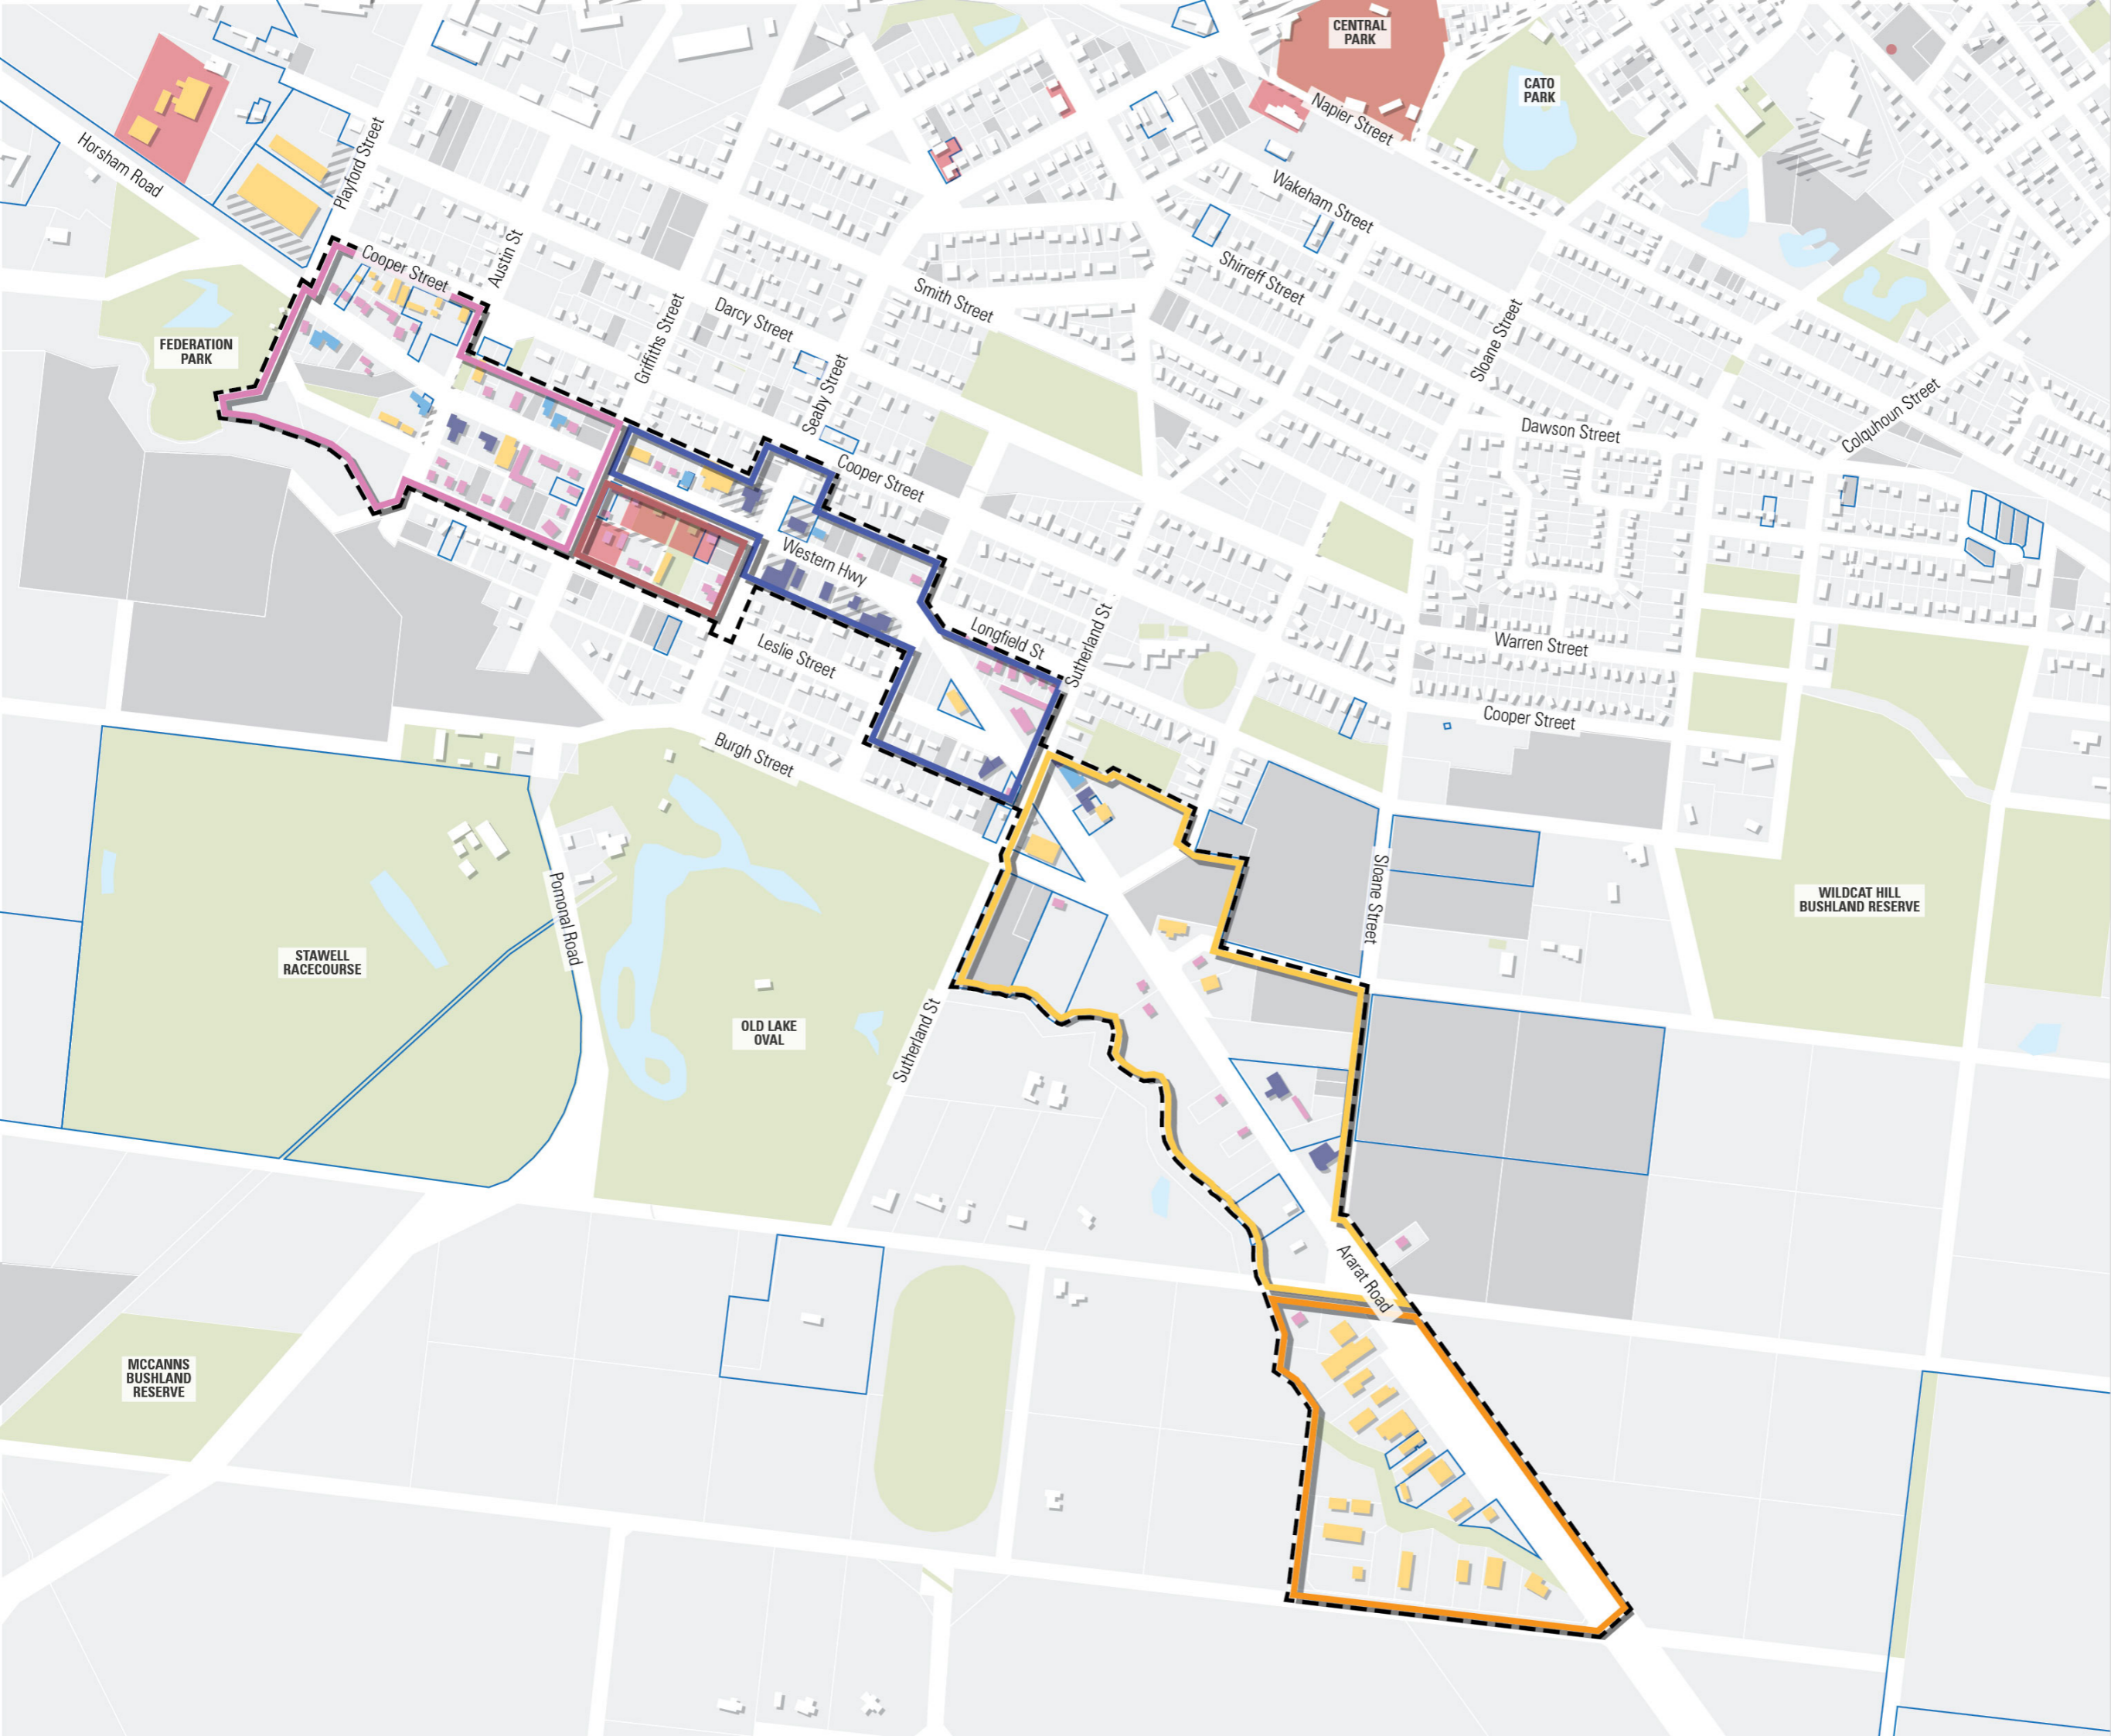 CENTRAL
PARK
CATO
PARK
Napier Street
Horsham Road
Playford Street
Wakeham Street
Cooper Street
Austin St
Shirreff Street
Smith Street
Darcy Street
Griffiths Street
Sloane Street
FEDERATION
PARK
Seaby Street
Colquhoun Street
Dawson Street
Cooper Street
Western Hwy
Longfield St
Sutherland St
Leslie Street
Warren Street
Cooper Street
Burgh Street
Sloane Street
WILDCAT HILL
BUSHLAND RESERVE
Pomonal Road
STAWELL
RACECOURSE
OLD LAKE
OVAL
Sutherland St
Ararat Road
MCCANNS
BUSHLAND
RESERVE